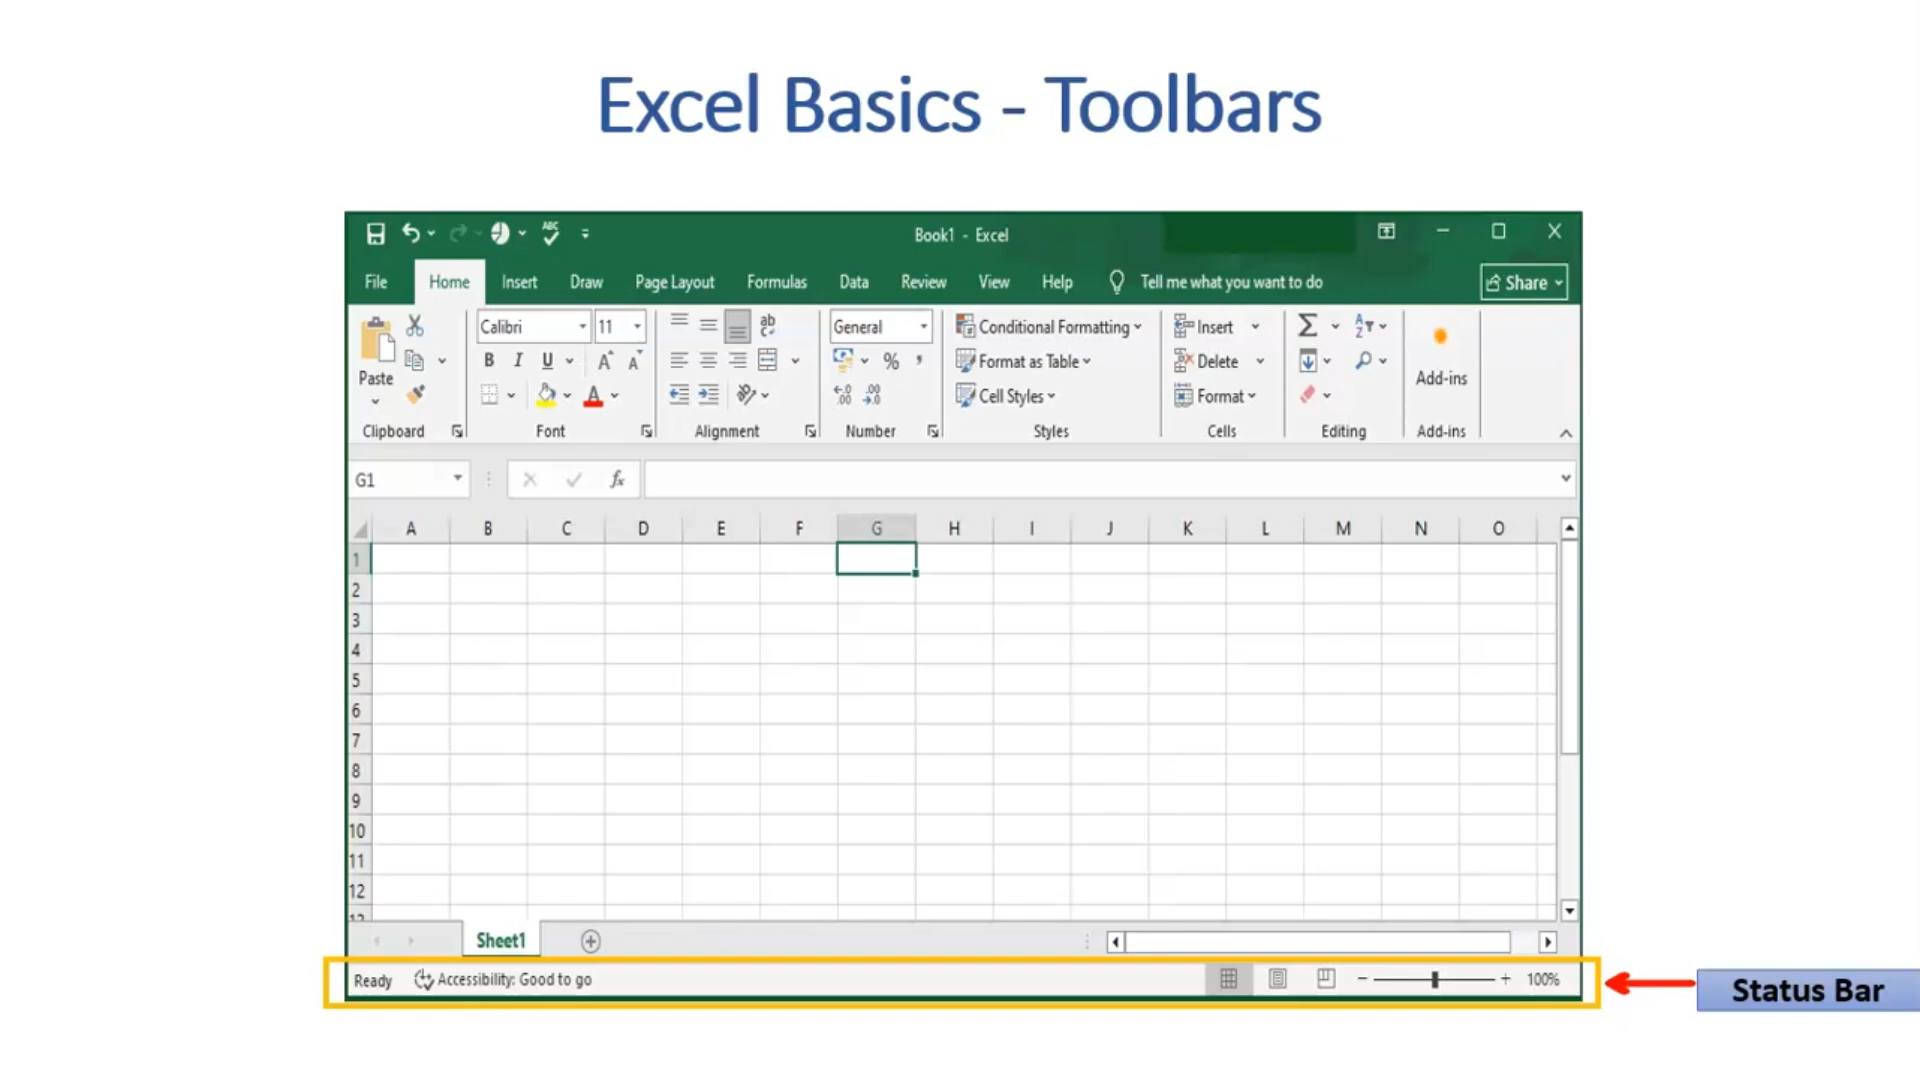 Excel Basics - Toolbars
Book1 - Excel
File Home Insert Draw Page Layout Formulas Data Review View Help Tell me what you want to do Share
Calibri 11 ab General Conditional Formatting Insert Σ
B I U A A % , Format as Table Delete
Paste A Cell Styles Format Add-ins
Clipboard Font Alignment Number Styles Cells Editing Add-ins
G1 fx
A B C D E F G H I J K L M N O
1
2
3
4
5
6
7
8
9
10
11
12
Sheet1
Ready Accessibility: Good to go 100%
Status Bar